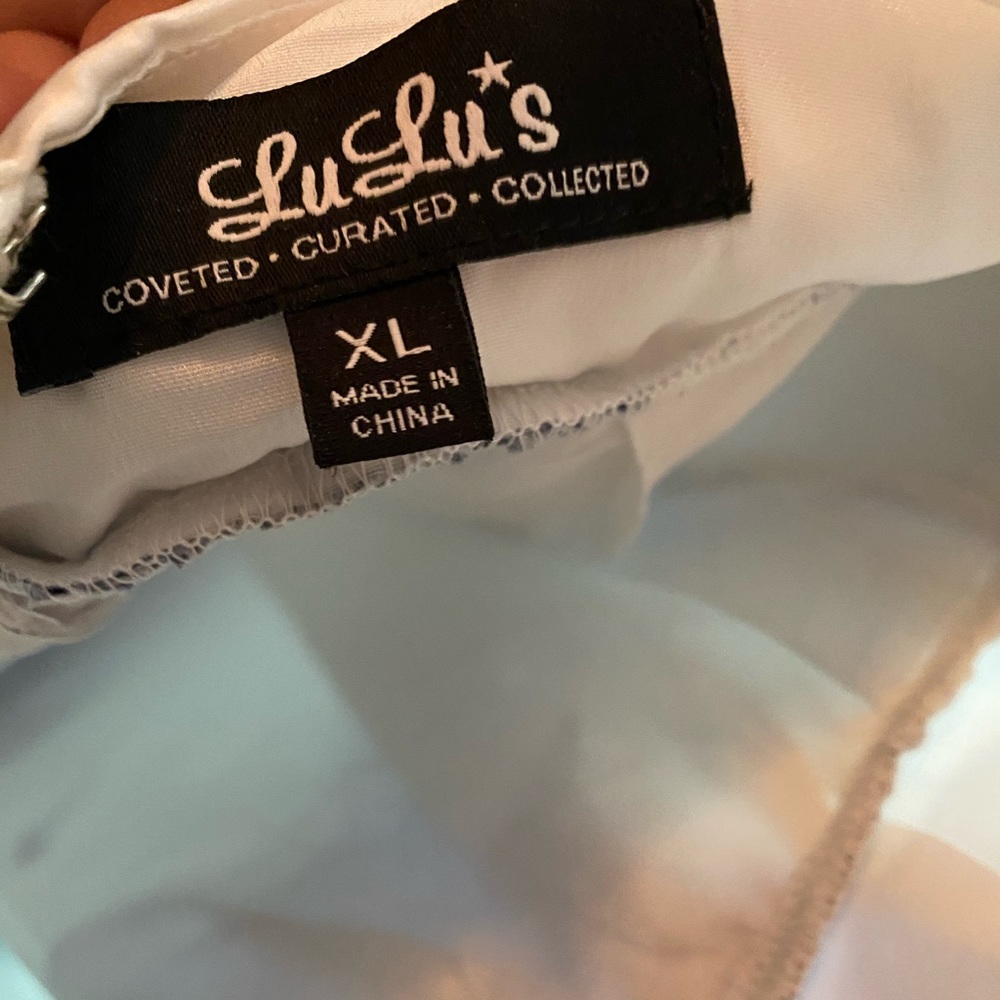 LuLu's
COVETED · CURATED · COLLECTED
XL
MADE IN
CHINA